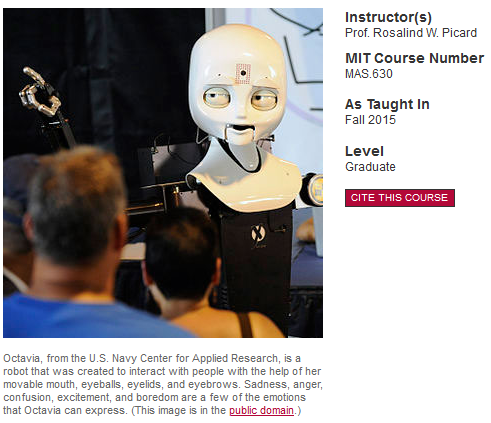 Instructor(s)
Prof. Rosalind W. Picard
MIT Course Number
MAS.630
As Taught In
Fall 2015
Level
Graduate
CITE THIS COURSE
Octavia, from the U.S. Navy Center for Applied Research, is a
robot that was created to interact with people with the help of her
movable mouth, eyeballs, eyelids, and eyebrows. Sadness, anger,
confusion, excitement, and boredom are a few of the emotions
that Octavia can express. (This image is in the public domain.)